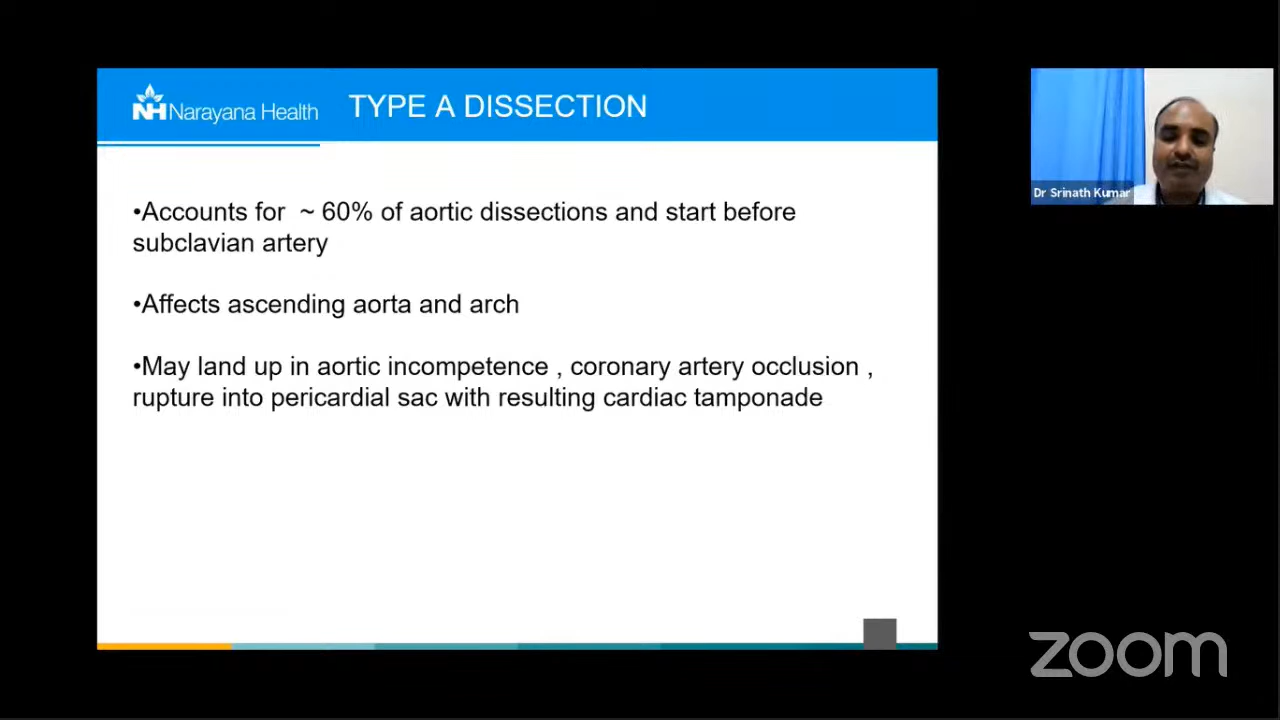 NH Narayana Health
TYPE A DISSECTION
•Accounts for ~ 60% of aortic dissections and start before
subclavian artery
•Affects ascending aorta and arch
•May land up in aortic incompetence , coronary artery occlusion ,
rupture into pericardial sac with resulting cardiac tamponade
Dr Srinath Kumar
zoom